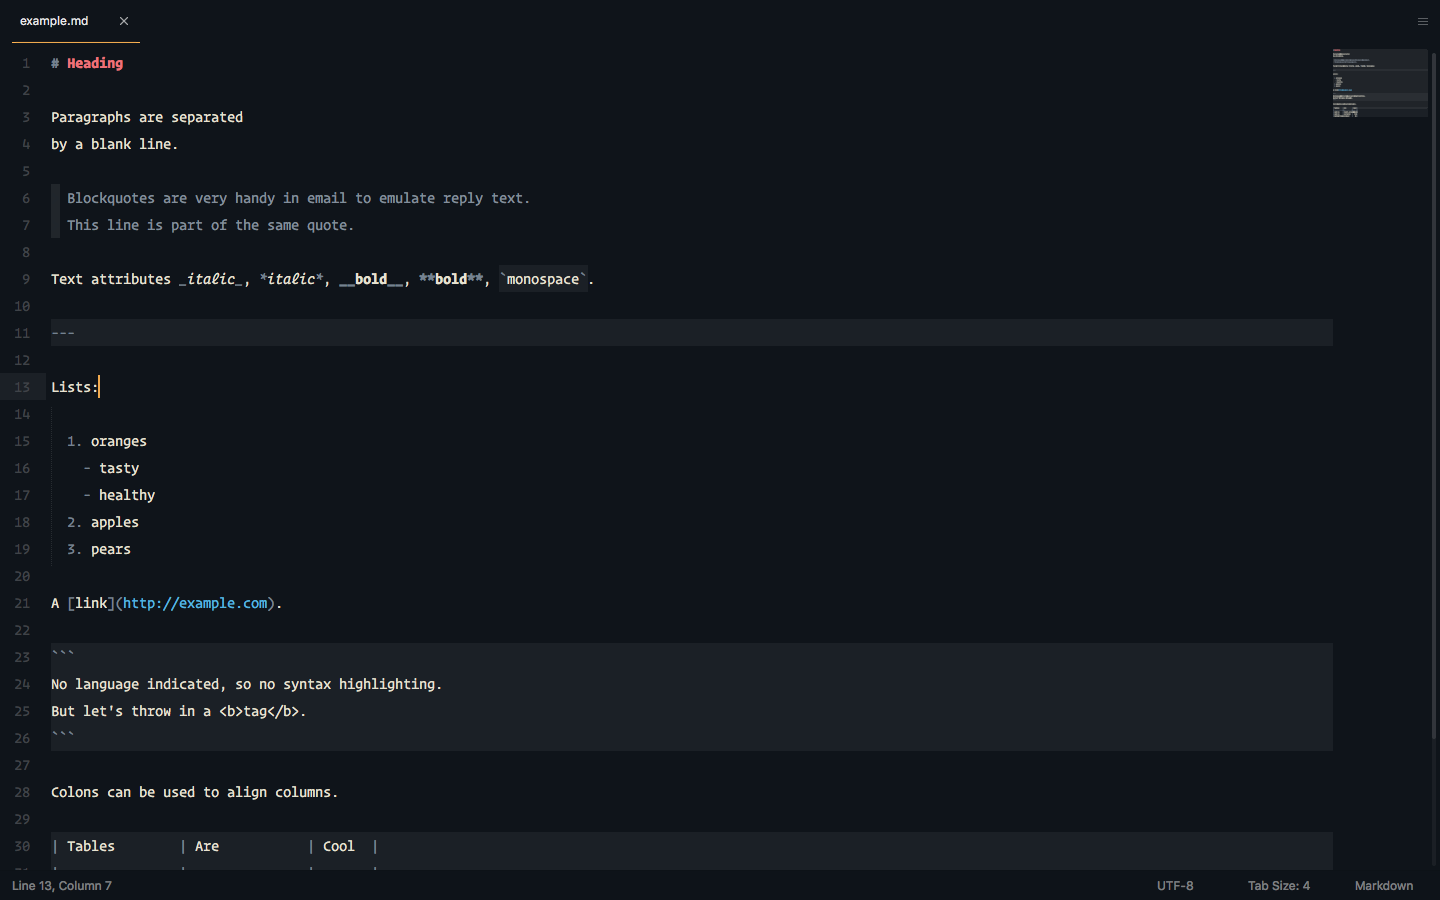 example.md ×
1 # Heading
2
3 Paragraphs are separated
4 by a blank line.
5
6 Blockquotes are very handy in email to emulate reply text.
7 This line is part of the same quote.
8
9 Text attributes _italic_, *italic*, __bold__, **bold**, `monospace`.
10
11 ---
12
13 Lists:
14
15 1. oranges
16 - tasty
17 - healthy
18 2. apples
19 3. pears
20
21 A [link](http://example.com).
22
23 ```
24 No language indicated, so no syntax highlighting.
25 But let's throw in a <b>tag</b>.
26 ```
27
28 Colons can be used to align columns.
29
30 | Tables | Are | Cool |
Line 13, Column 7 UTF-8 Tab Size: 4 Markdown